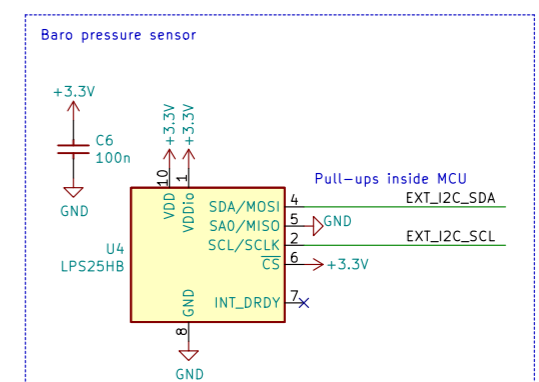 Baro pressure sensor
+3.3V
C6
100n
GND
+3.3V
+3.3V
10
1
VDD
VDDio
Pull-ups inside MCU
SDA/MOSI
4
EXT_I2C_SDA
SA0/MISO
5
GND
SCL/SCLK
2
EXT_I2C_SCL
CS
6
+3.3V
U4
LPS25HB
INT_DRDY
7
GND
8
GND